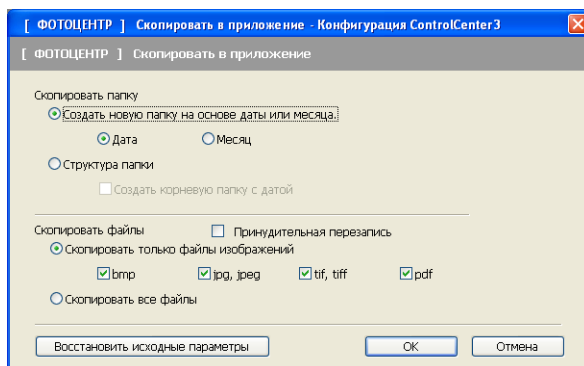 [ ФОТОЦЕНТР ] Скопировать в приложение - Конфигурация ControlCenter3
[ ФОТОЦЕНТР ] Скопировать в приложение
Скопировать папку
Создать новую папку на основе даты или месяца.
Дата Месяц
Структура папки
Создать корневую папку с датой
Скопировать файлы Принудительная перезапись
Скопировать только файлы изображений
bmp jpg, jpeg tif, tiff pdf
Скопировать все файлы
Восстановить исходные параметры OK Отмена